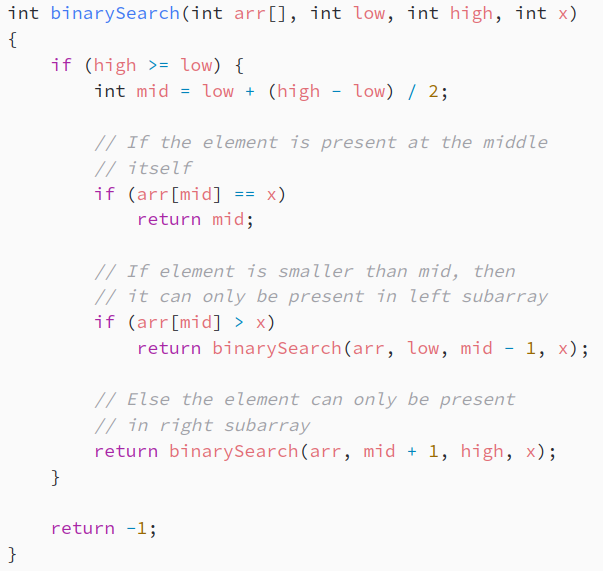 int binarySearch(int arr[], int low, int high, int x)
{
    if (high >= low) {
        int mid = low + (high - low) / 2;

        // If the element is present at the middle
        // itself
        if (arr[mid] == x)
            return mid;

        // If element is smaller than mid, then
        // it can only be present in left subarray
        if (arr[mid] > x)
            return binarySearch(arr, low, mid - 1, x);

        // Else the element can only be present
        // in right subarray
        return binarySearch(arr, mid + 1, high, x);
    }

    return -1;
}